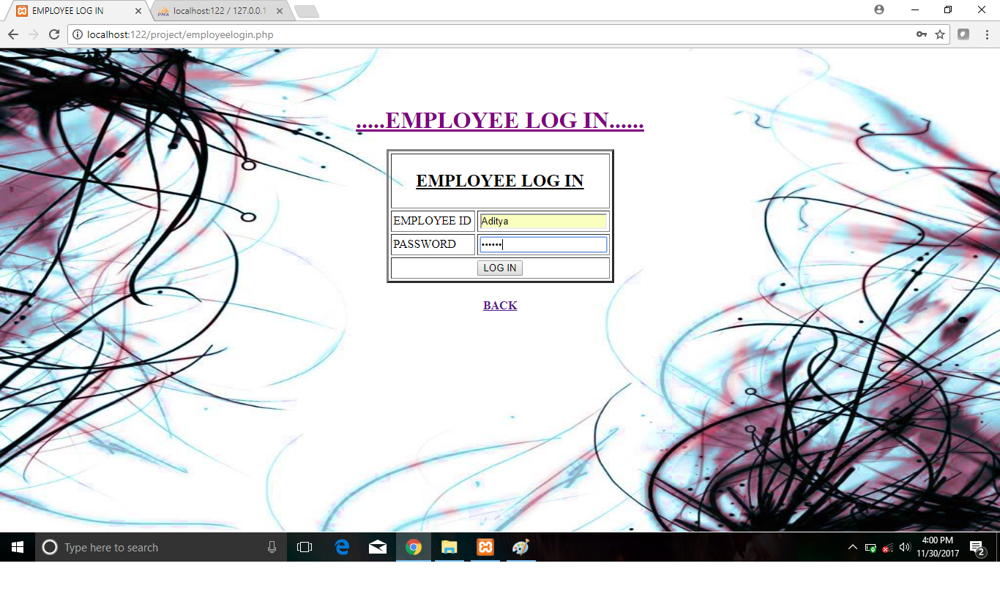 EMPLOYEE LOG IN
PMA localhost:122 / 127.0.0.1
localhost:122/project/employeelogin.php
.....EMPLOYEE LOG IN......
EMPLOYEE LOG IN
EMPLOYEE ID Aditya
PASSWORD ••••••
LOG IN
BACK
Type here to search
4:00 PM
11/30/2017
2